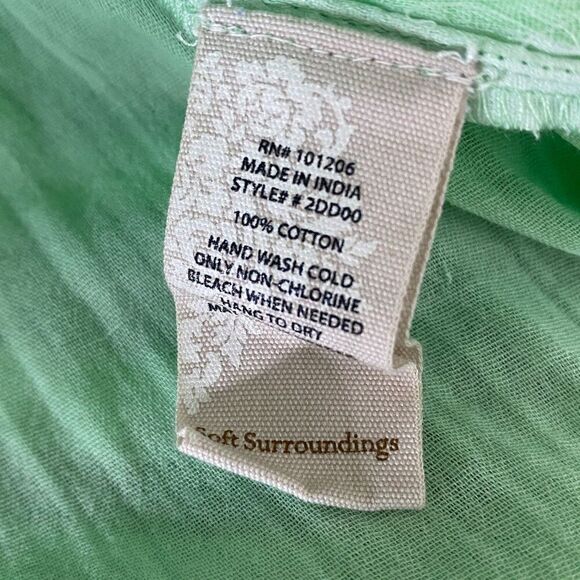 RN# 101206
MADE IN INDIA
STYLE# # 2DD00
100% COTTON
HAND WASH COLD
ONLY NON-CHLORINE
BLEACH WHEN NEEDED
HANG TO DRY
Soft Surroundings